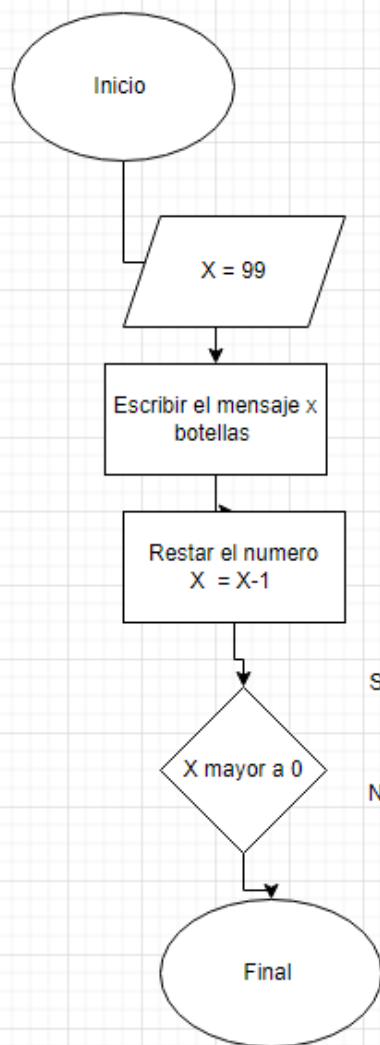 Inicio
X = 99
Escribir el mensaje x
botellas
Restar el numero
X = X-1
S
X mayor a 0
N
Final